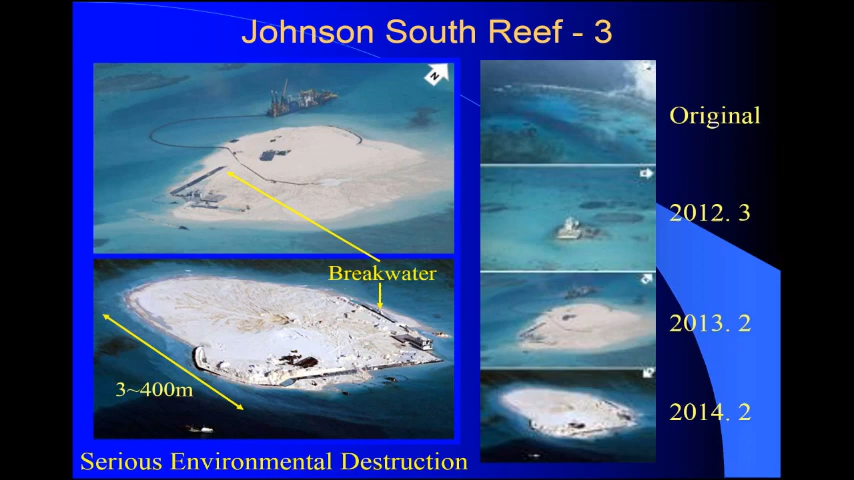 Johnson South Reef - 3
N
Breakwater
3~400m
Serious Environmental Destruction
Original
2012. 3
2013. 2
2014. 2